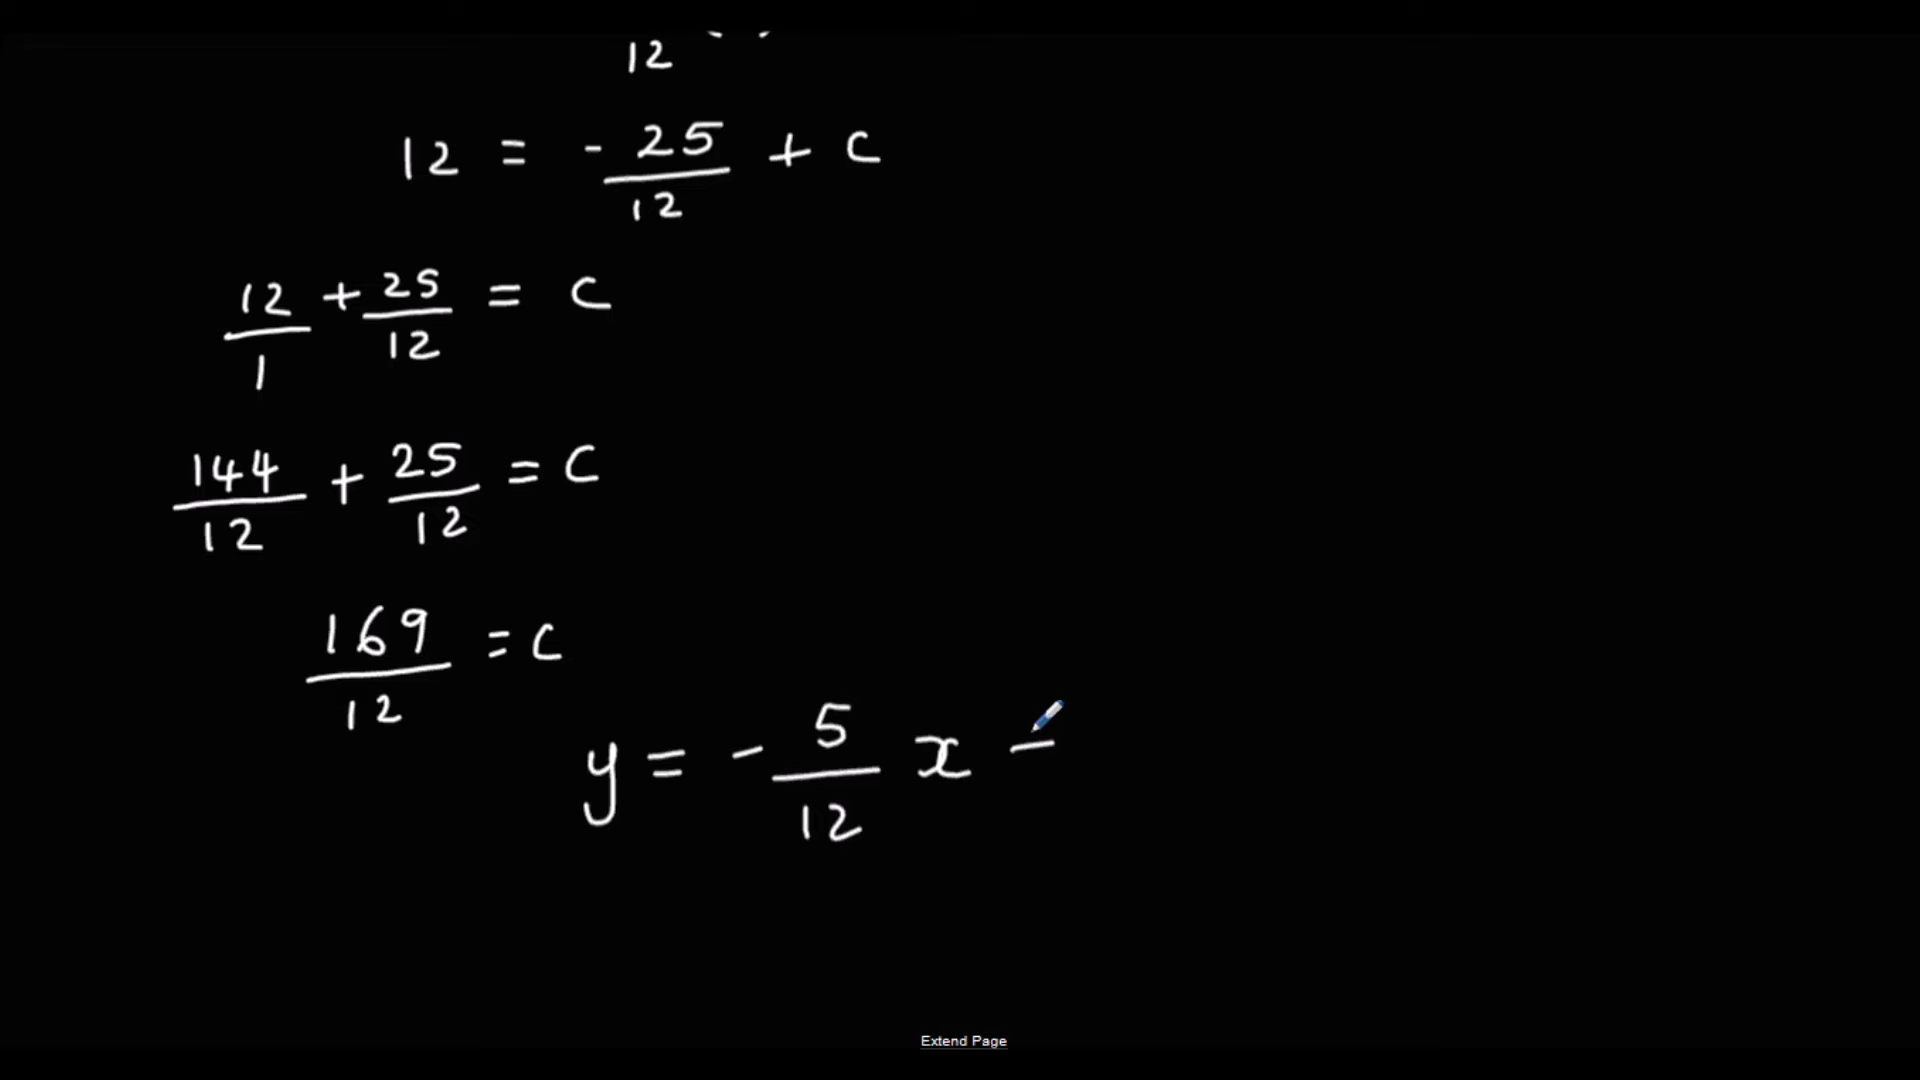 12
12 = - 25/12 + C
12/1 + 25/12 = C
144/12 + 25/12 = C
169/12 = C
y = - 5/12 x -
Extend Page